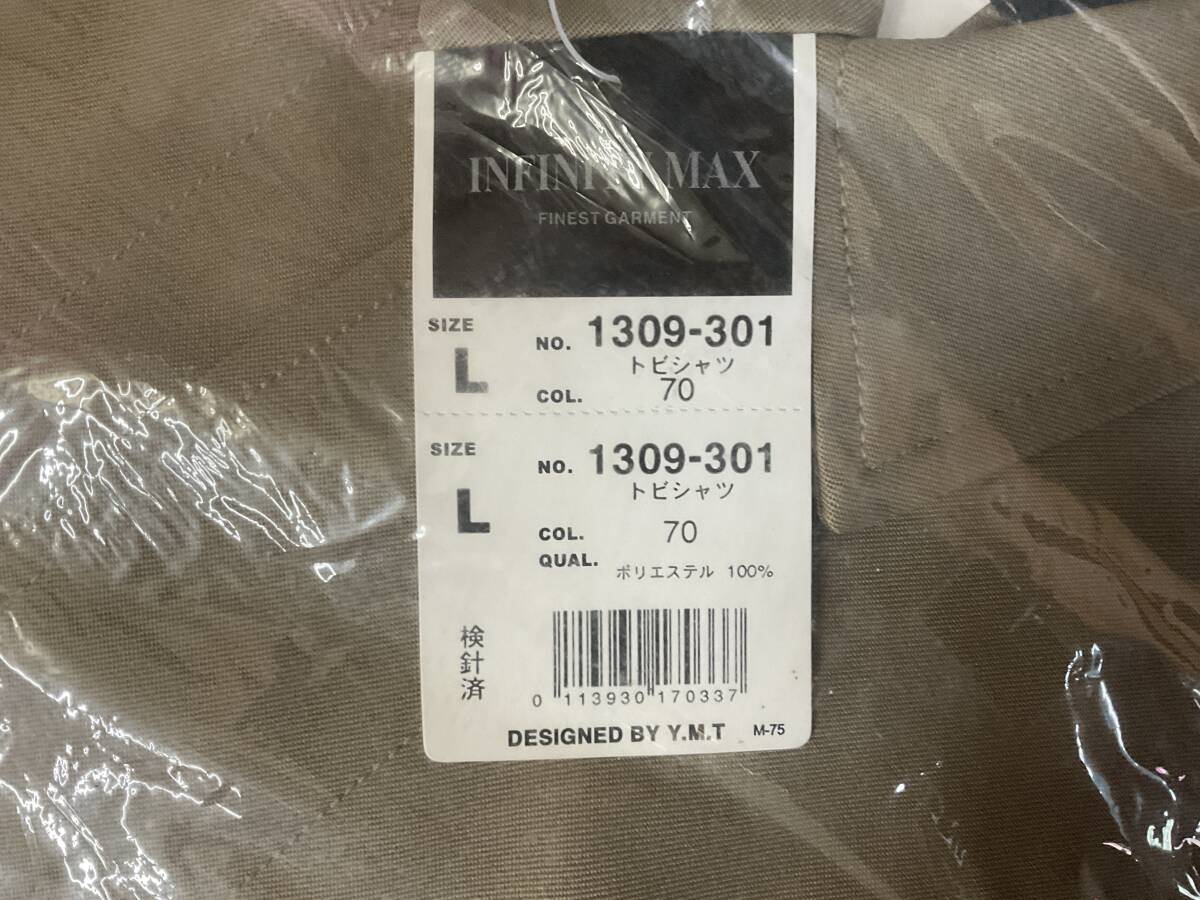 INFINITY MAX
FINEST GARMENT
SIZE
L
NO. 1309-301
トビシャツ
COL. 70
SIZE
L
NO. 1309-301
トビシャツ
COL. 70
QUAL. ポリエステル 100%
検針済
0 113930 170337
DESIGNED BY Y.M.T M-75